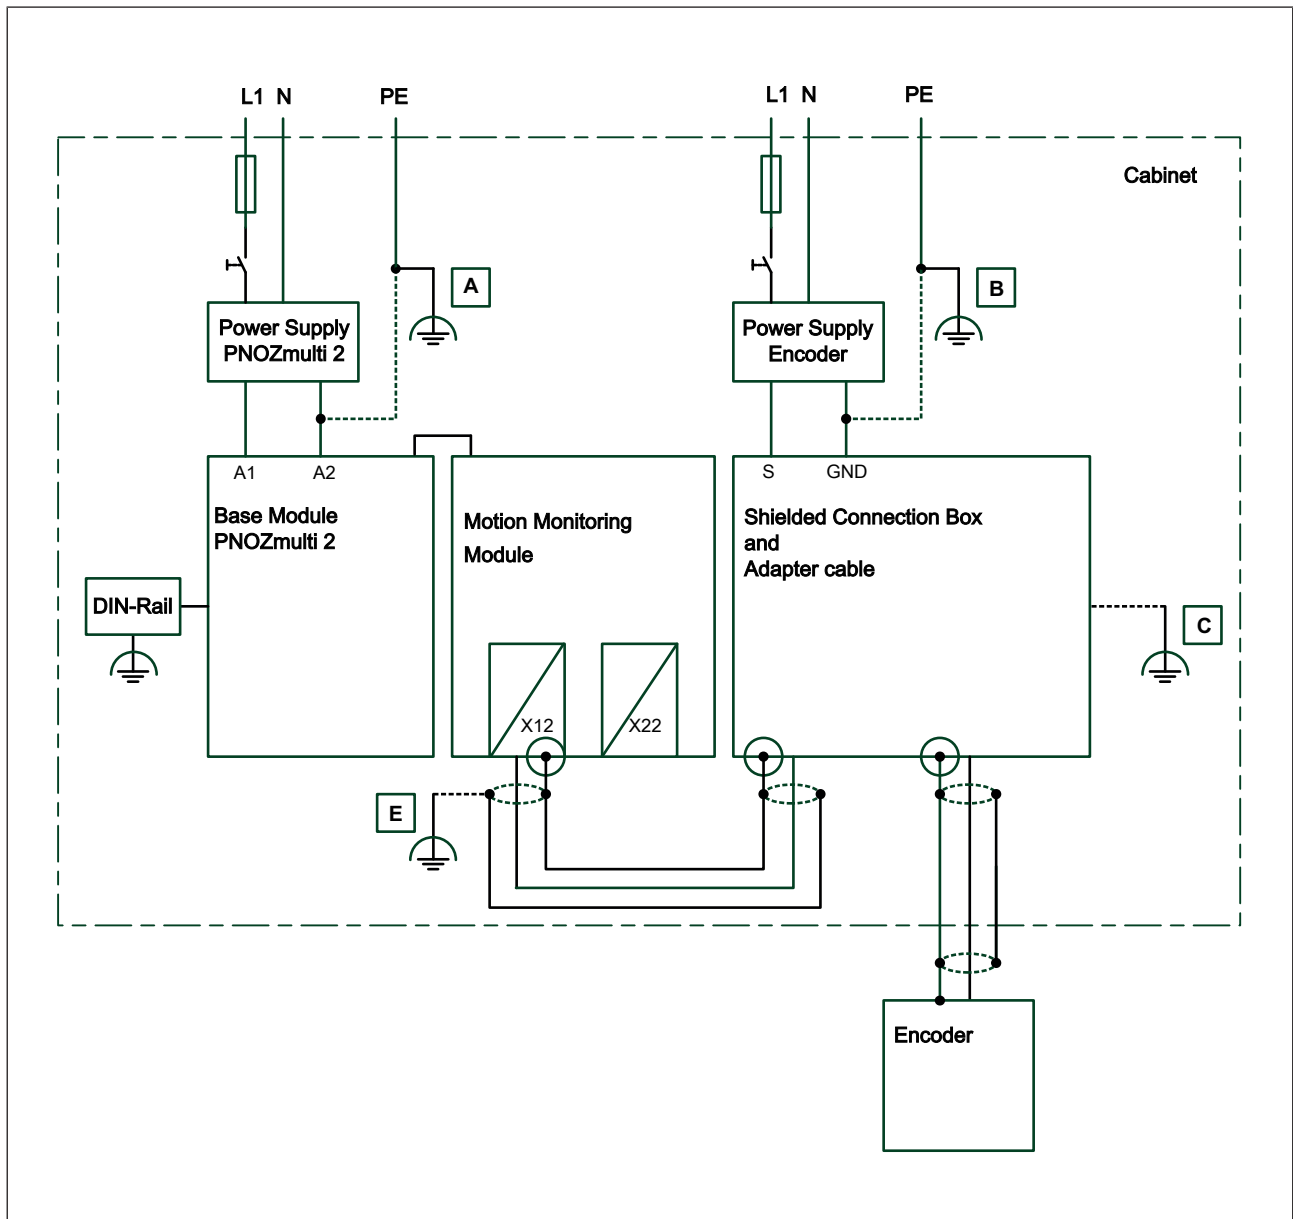 L1 N PE
L1 N PE
Cabinet
A
B
Power Supply
PNOZmulti 2
Power Supply
Encoder
A1 A2
S GND
Base Module
PNOZmulti 2
Motion Monitoring
Module
Shielded Connection Box
and
Adapter cable
DIN-Rail
C
X12 X22
E
Encoder